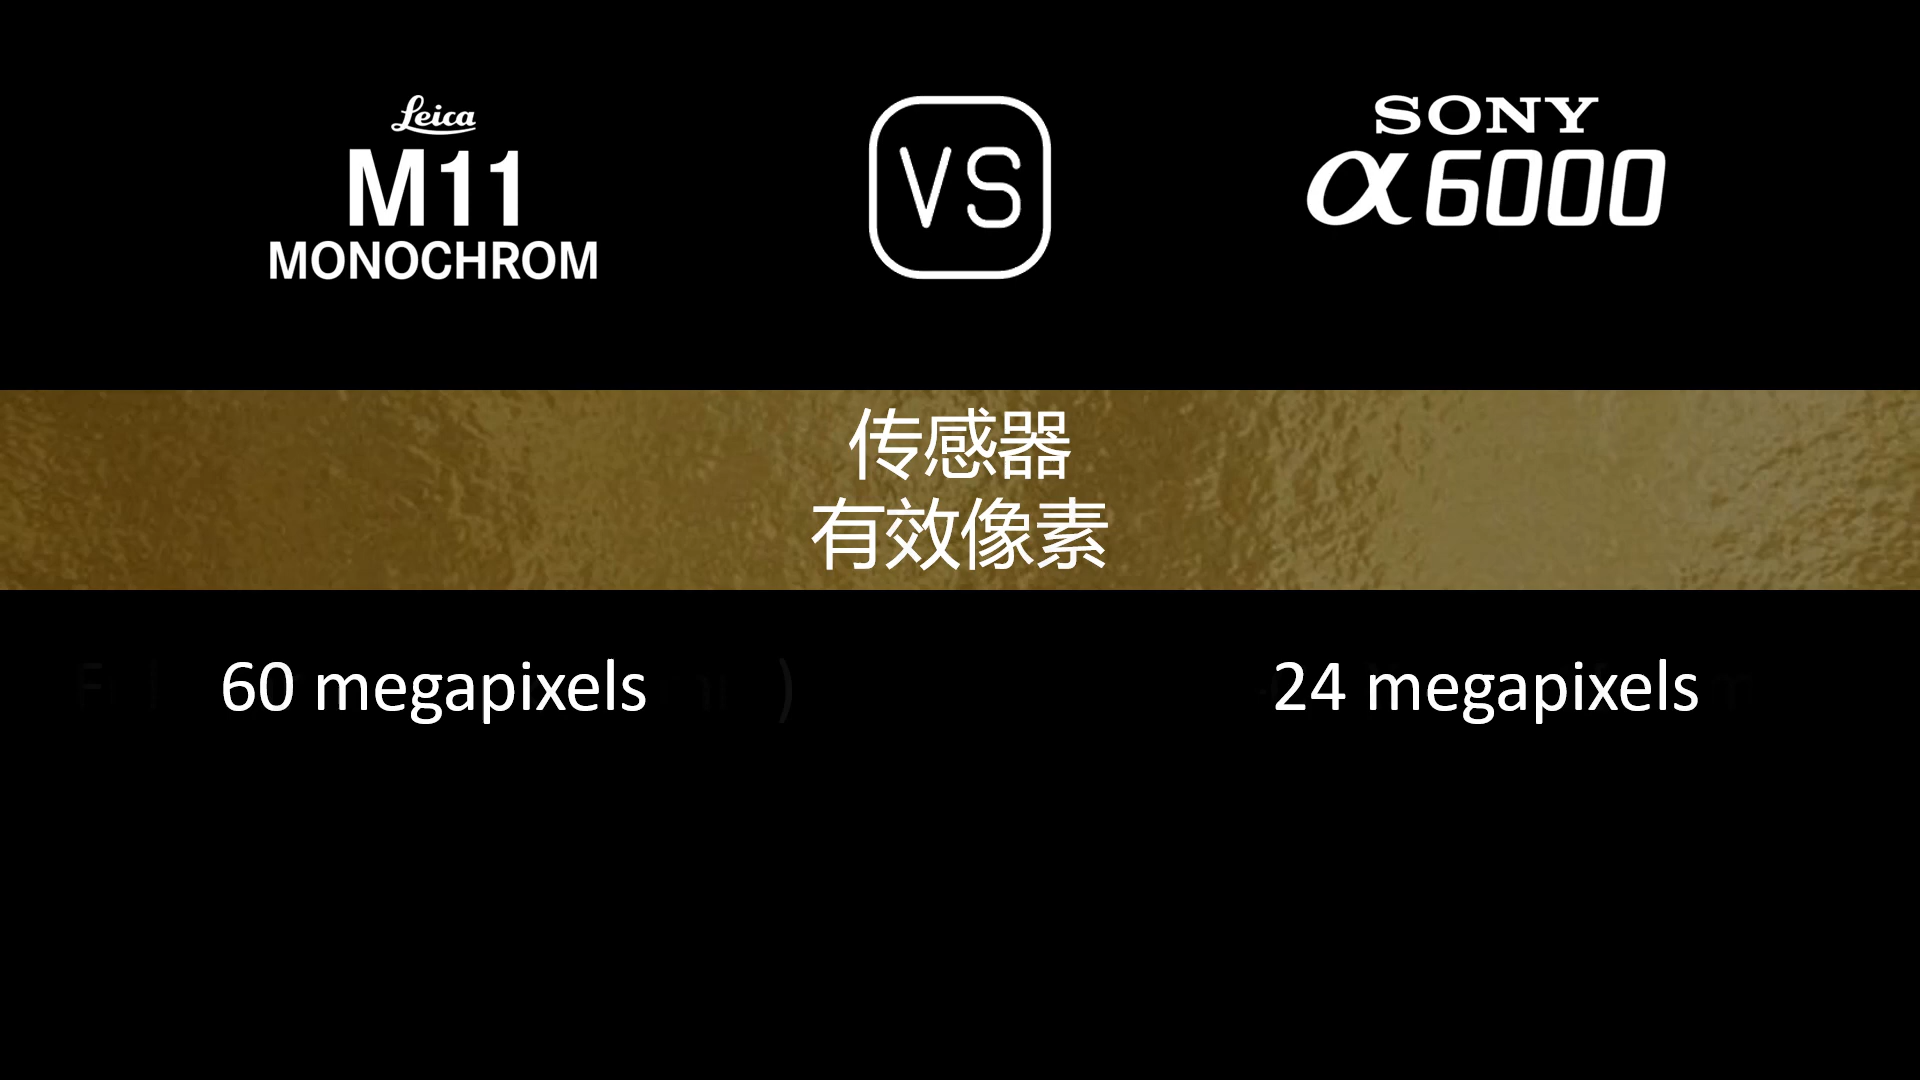 Leica
M11
MONOCHROM
VS
SONY
α6000
传感器
有效像素
60 megapixels
24 megapixels